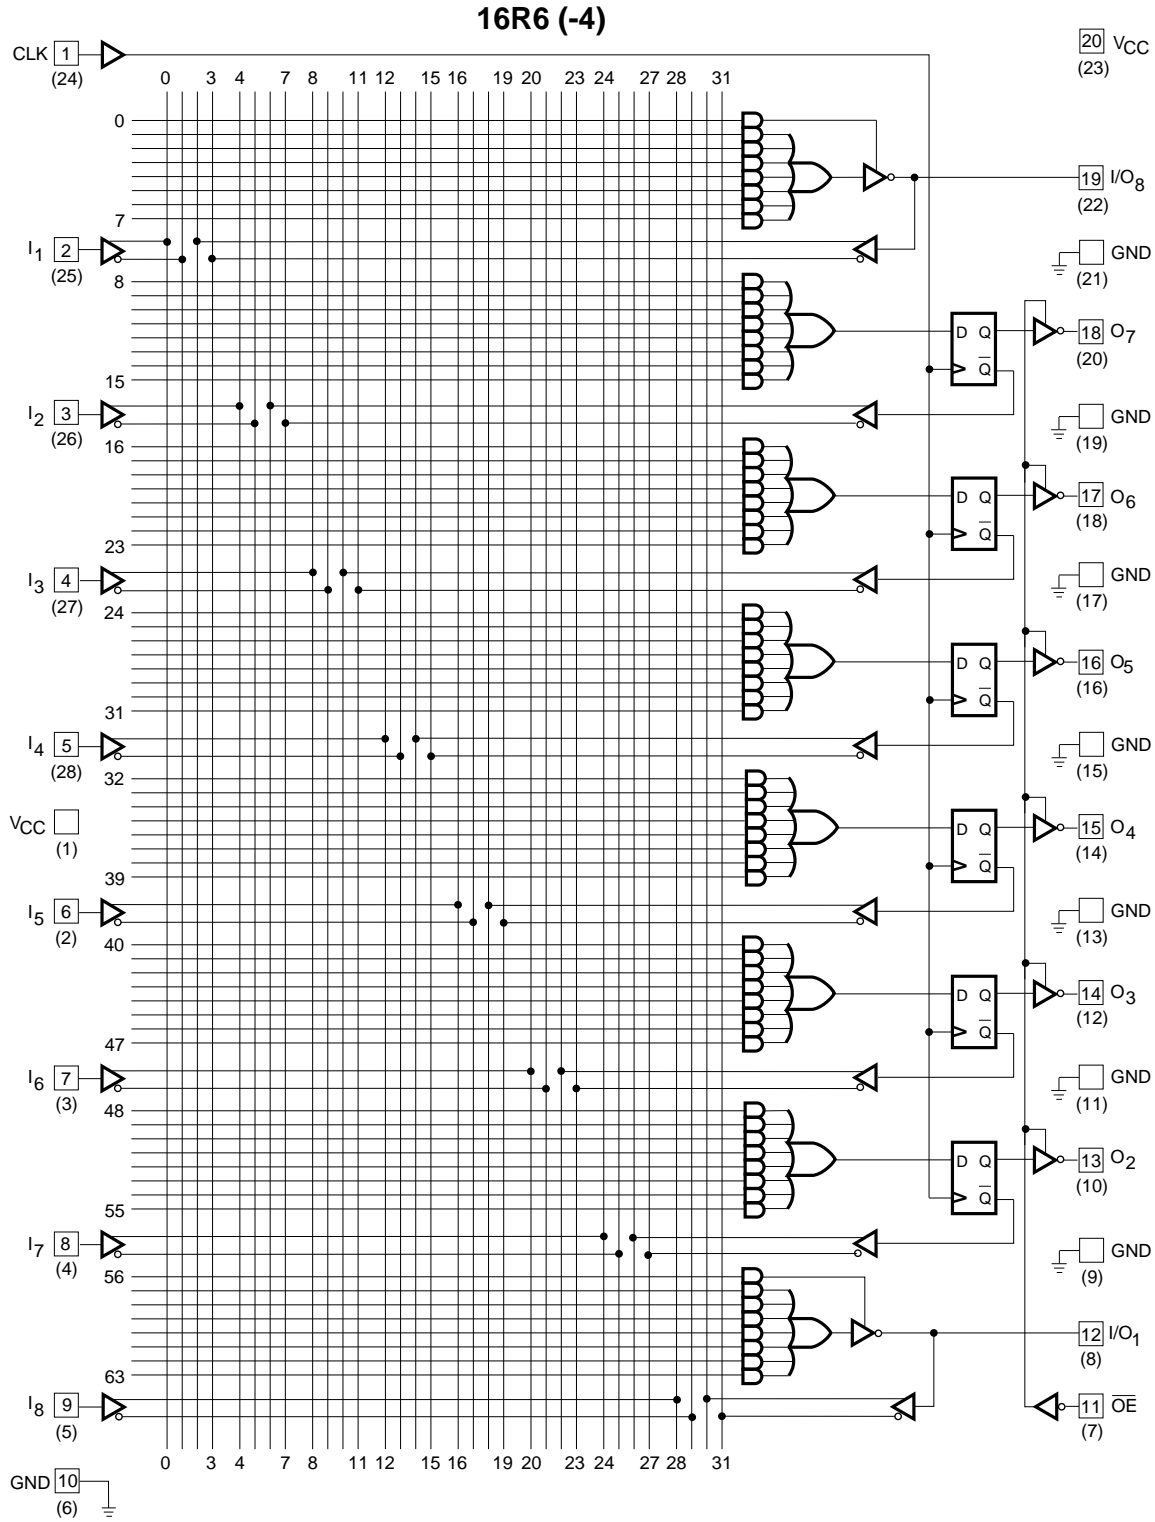 16R6 (-4)
CLK 1 (24)
20 VCC (23)
0 3 4 7 8 11 12 15 16 19 20 23 24 27 28 31
0
19 I/O8 (22)
7
I1 2 (25)
GND (21)
8
D Q Q
18 O7 (20)
15
I2 3 (26)
GND (19)
16
D Q Q
17 O6 (18)
23
I3 4 (27)
GND (17)
24
D Q Q
16 O5 (16)
31
I4 5 (28)
GND (15)
32
VCC (1)
D Q Q
15 O4 (14)
39
I5 6 (2)
GND (13)
40
D Q Q
14 O3 (12)
47
I6 7 (3)
GND (11)
48
D Q Q
13 O2 (10)
55
I7 8 (4)
GND (9)
56
12 I/O1 (8)
63
I8 9 (5)
11 OE (7)
0 3 4 7 8 11 12 15 16 19 20 23 24 27 28 31
GND 10 (6)